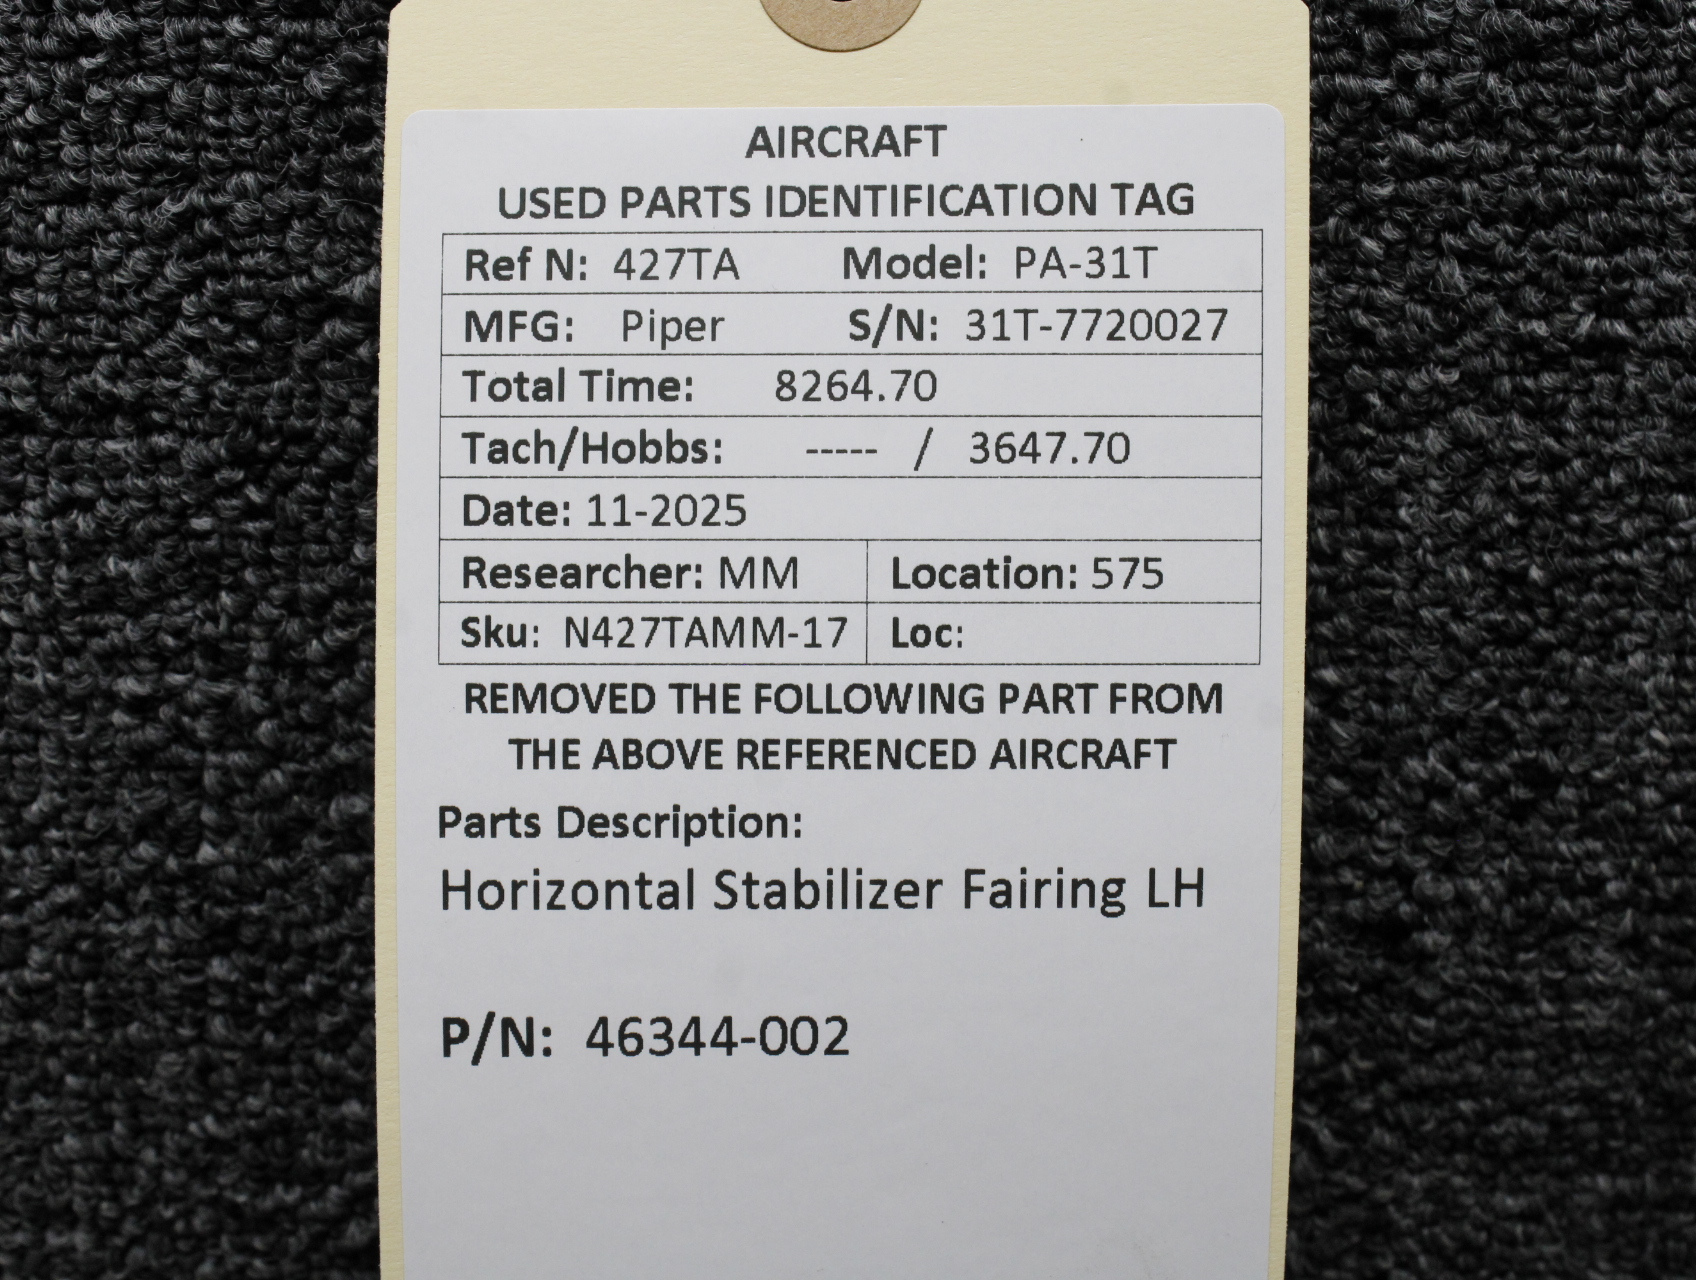 AIRCRAFT
USED PARTS IDENTIFICATION TAG
Ref N: 427TA Model: PA-31T
MFG: Piper S/N: 31T-7720027
Total Time: 8264.70
Tach/Hobbs: ----- / 3647.70
Date: 11-2025
Researcher: MM Location: 575
Sku: N427TAMM-17 Loc:
REMOVED THE FOLLOWING PART FROM
THE ABOVE REFERENCED AIRCRAFT
Parts Description:
Horizontal Stabilizer Fairing LH
P/N: 46344-002